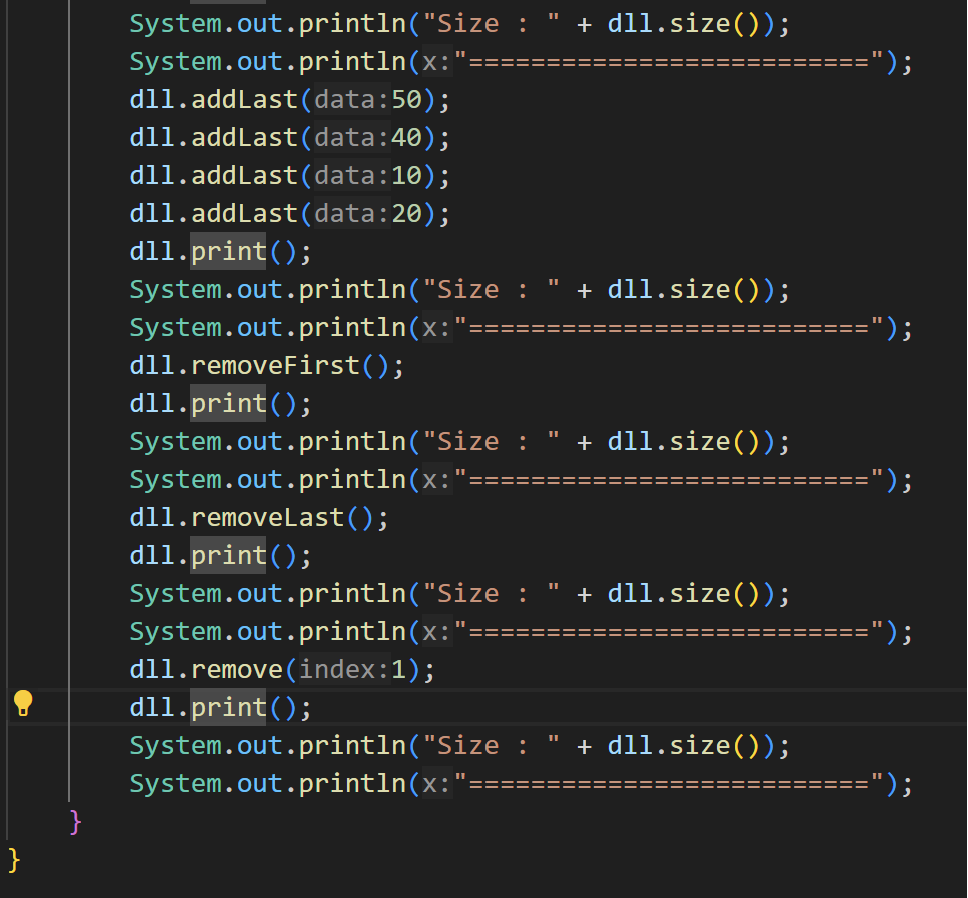 System.out.println("Size : " + dll.size());
System.out.println(x:"==========================");
dll.addLast(data:50);
dll.addLast(data:40);
dll.addLast(data:10);
dll.addLast(data:20);
dll.print();
System.out.println("Size : " + dll.size());
System.out.println(x:"==========================");
dll.removeFirst();
dll.print();
System.out.println("Size : " + dll.size());
System.out.println(x:"==========================");
dll.removeLast();
dll.print();
System.out.println("Size : " + dll.size());
System.out.println(x:"==========================");
dll.remove(index:1);
dll.print();
System.out.println("Size : " + dll.size());
System.out.println(x:"==========================");
}
}